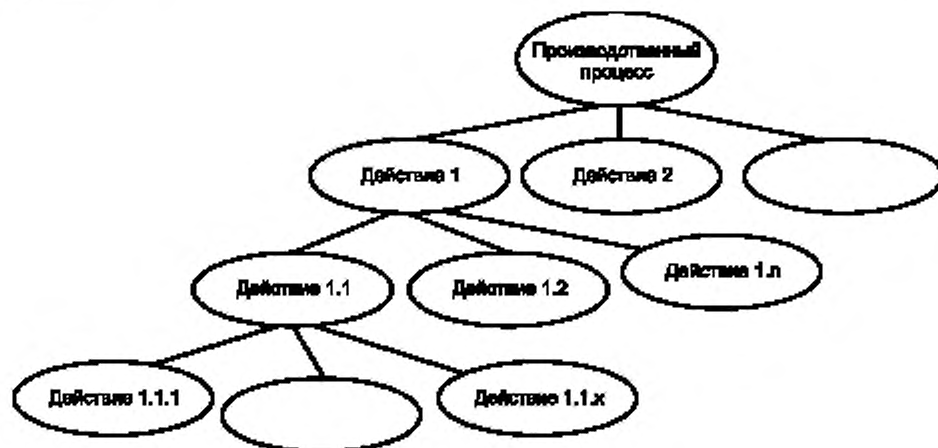 Производственный
процесс
Действие 1
Действие 2
Действие 1.1
Действие 1.2
Действие 1.n
Действие 1.1.1
Действие 1.1.x